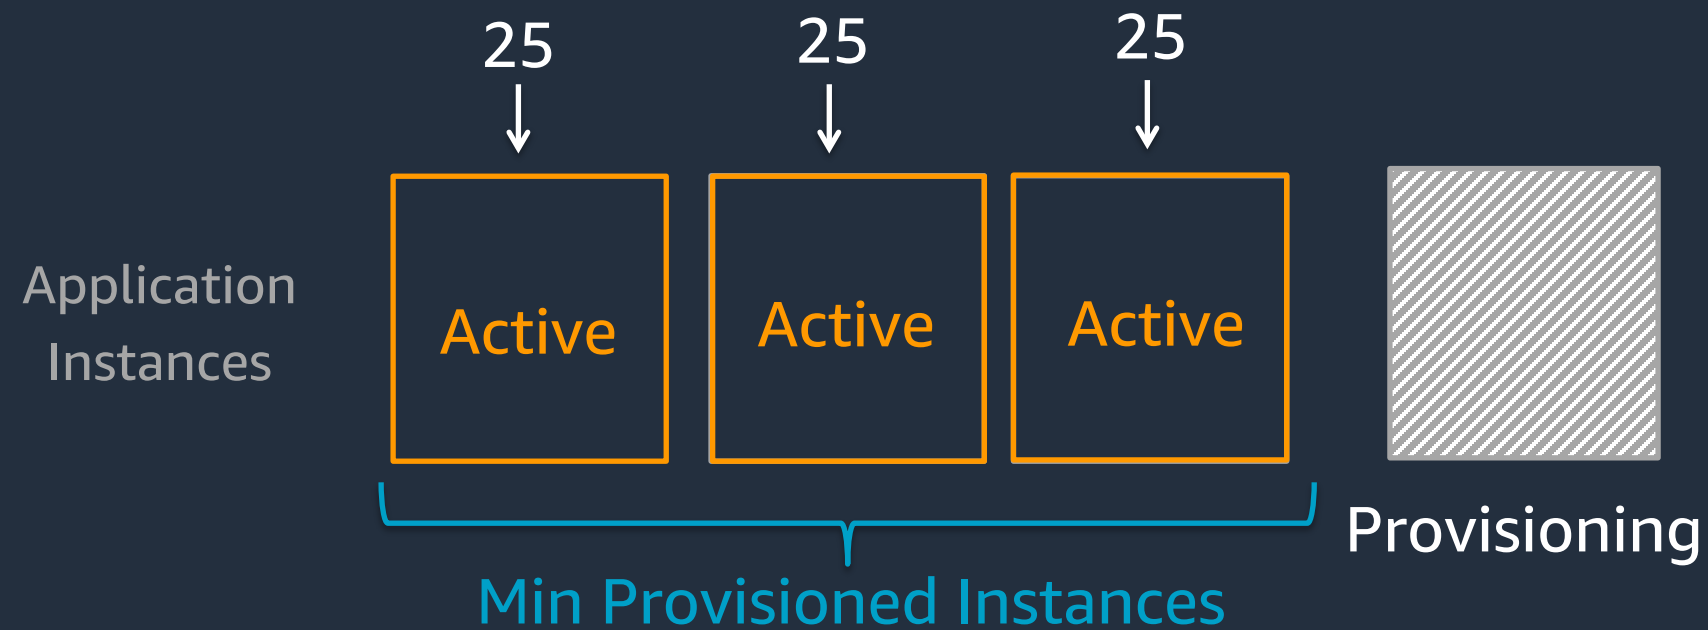 25
25
25
Application
Instances
Active
Active
Active
Provisioning
Min Provisioned Instances